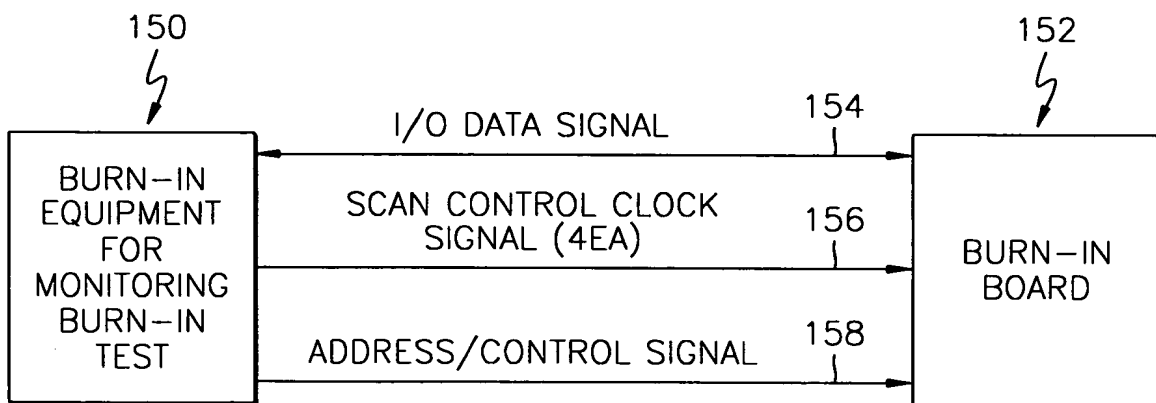 150
152
BURN-IN
EQUIPMENT
FOR
MONITORING
BURN-IN
TEST
I/O DATA SIGNAL
154
SCAN CONTROL CLOCK
SIGNAL (4EA)
156
ADDRESS/CONTROL SIGNAL
158
BURN-IN
BOARD